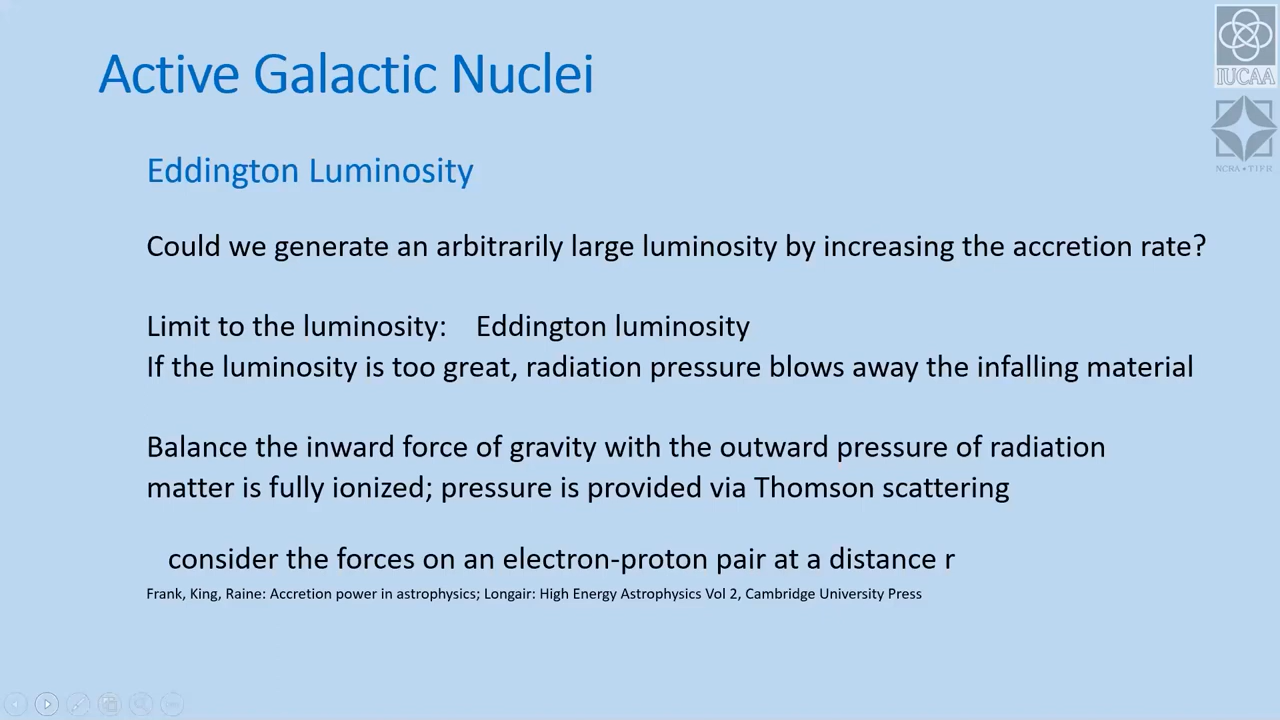 Active Galactic Nuclei
IUCAA
NCRA • TIFR
Eddington Luminosity
Could we generate an arbitrarily large luminosity by increasing the accretion rate?
Limit to the luminosity: Eddington luminosity
If the luminosity is too great, radiation pressure blows away the infalling material
Balance the inward force of gravity with the outward pressure of radiation
matter is fully ionized; pressure is provided via Thomson scattering
consider the forces on an electron-proton pair at a distance r
Frank, King, Raine: Accretion power in astrophysics; Longair: High Energy Astrophysics Vol 2, Cambridge University Press